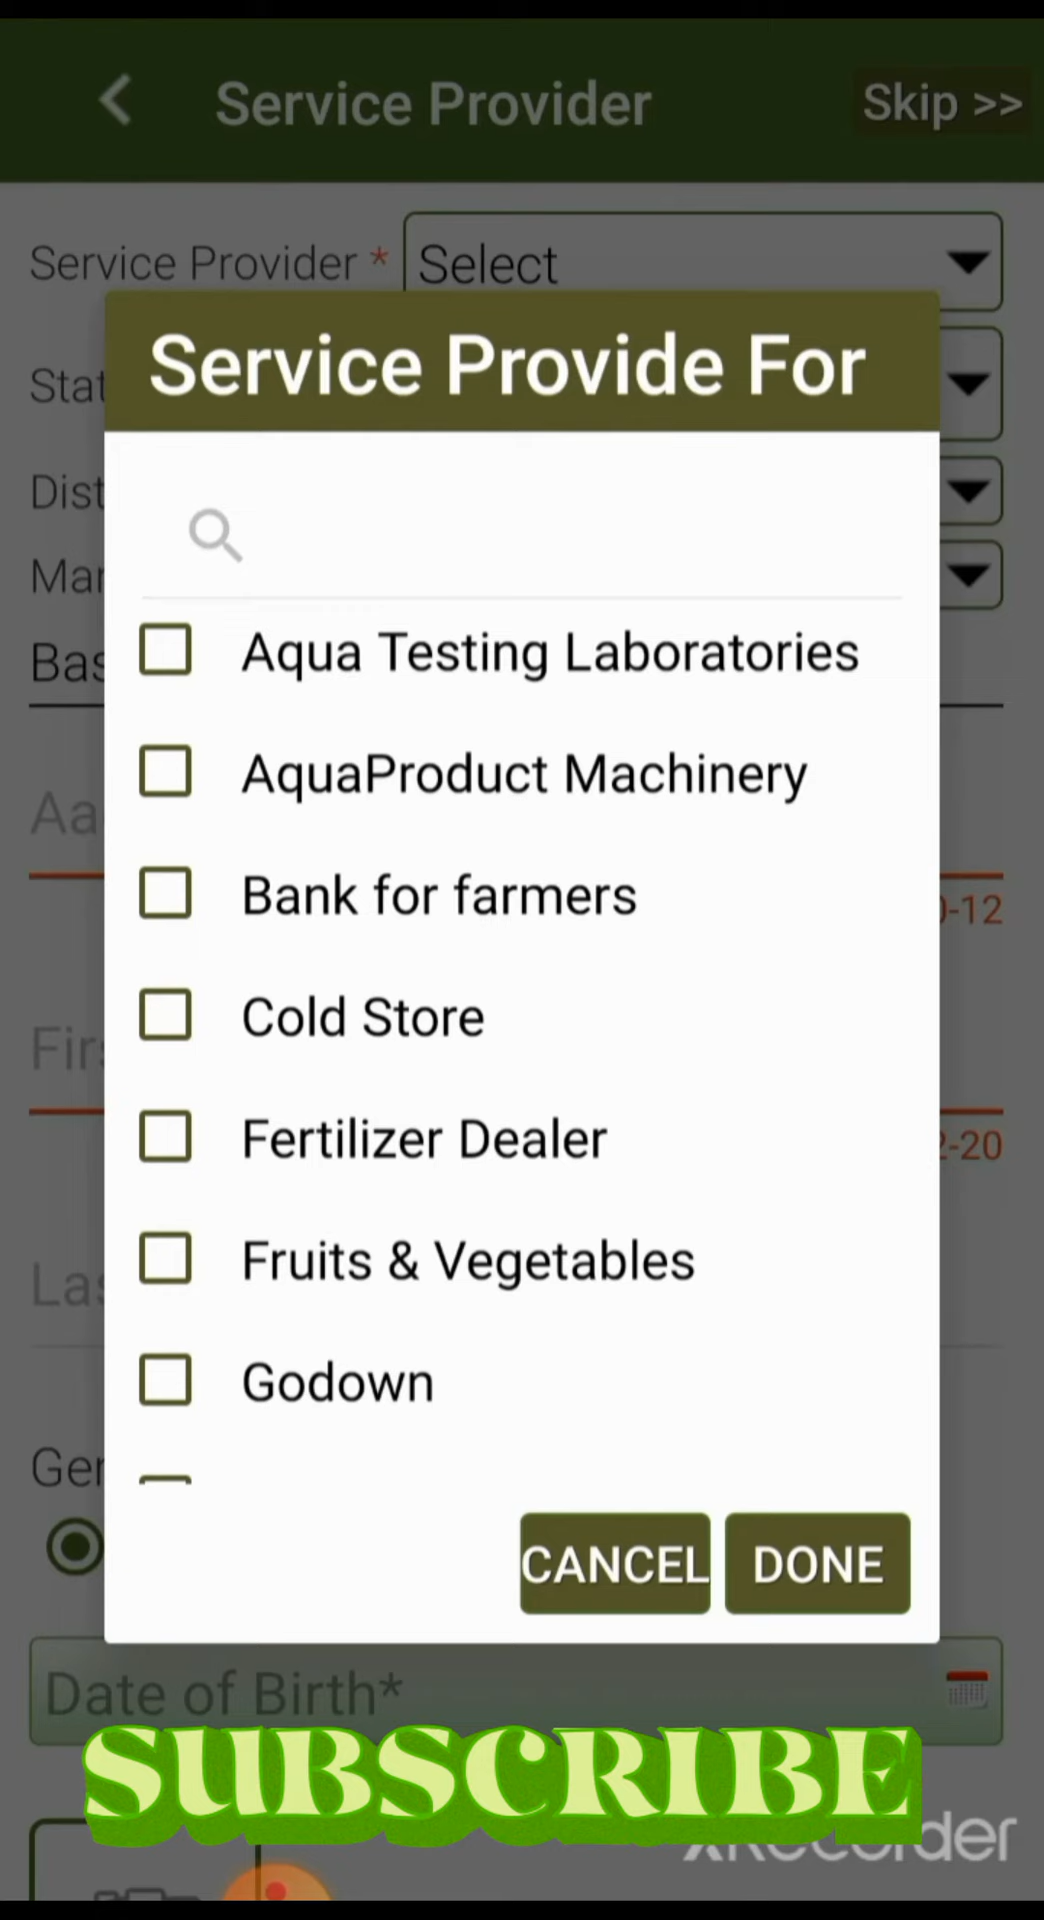 Service Provider
Skip >>
Service Provider *
Select
Service Provide For
Aqua Testing Laboratories
AquaProduct Machinery
Bank for farmers
Cold Store
Fertilizer Dealer
Fruits & Vegetables
Godown
CANCEL
DONE
Date of Birth*
SUBSCRIBE